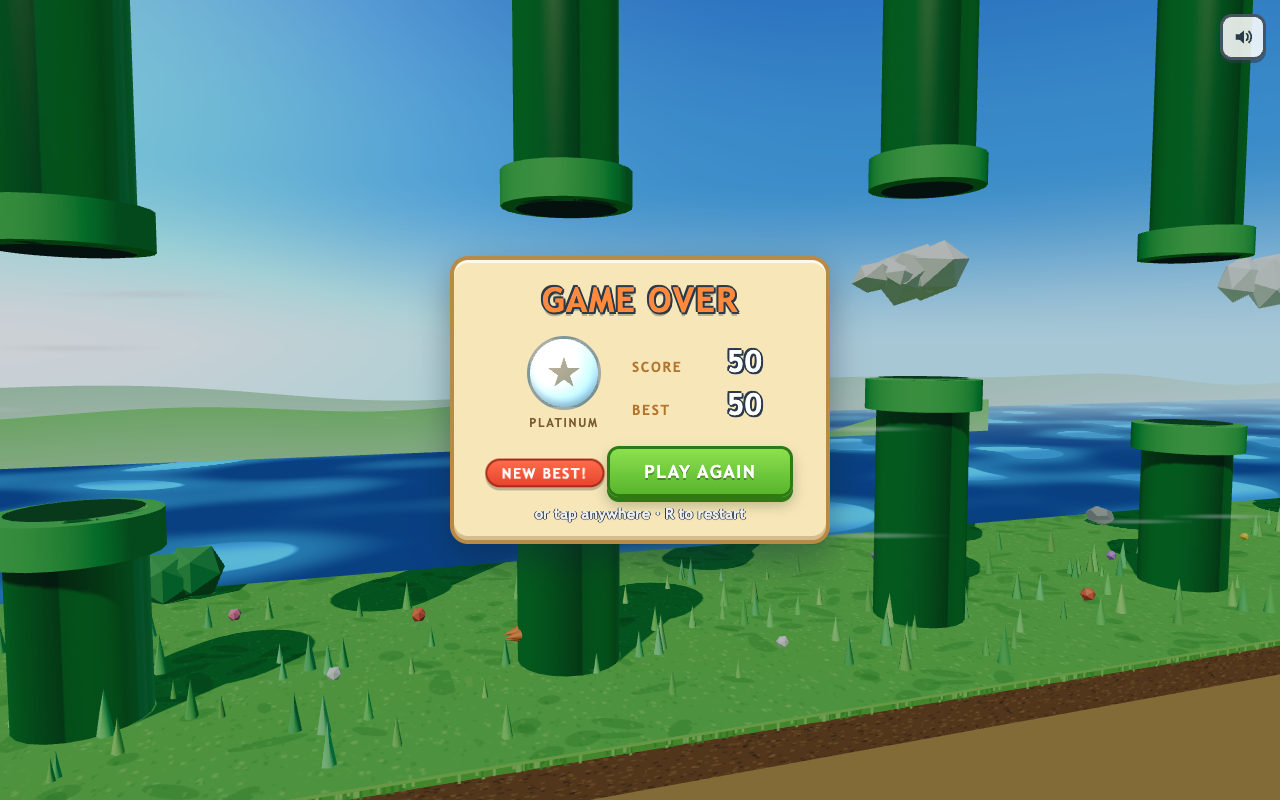 GAME OVER
SCORE 50
BEST 50
PLATINUM
NEW BEST!
PLAY AGAIN
or tap anywhere · R to restart